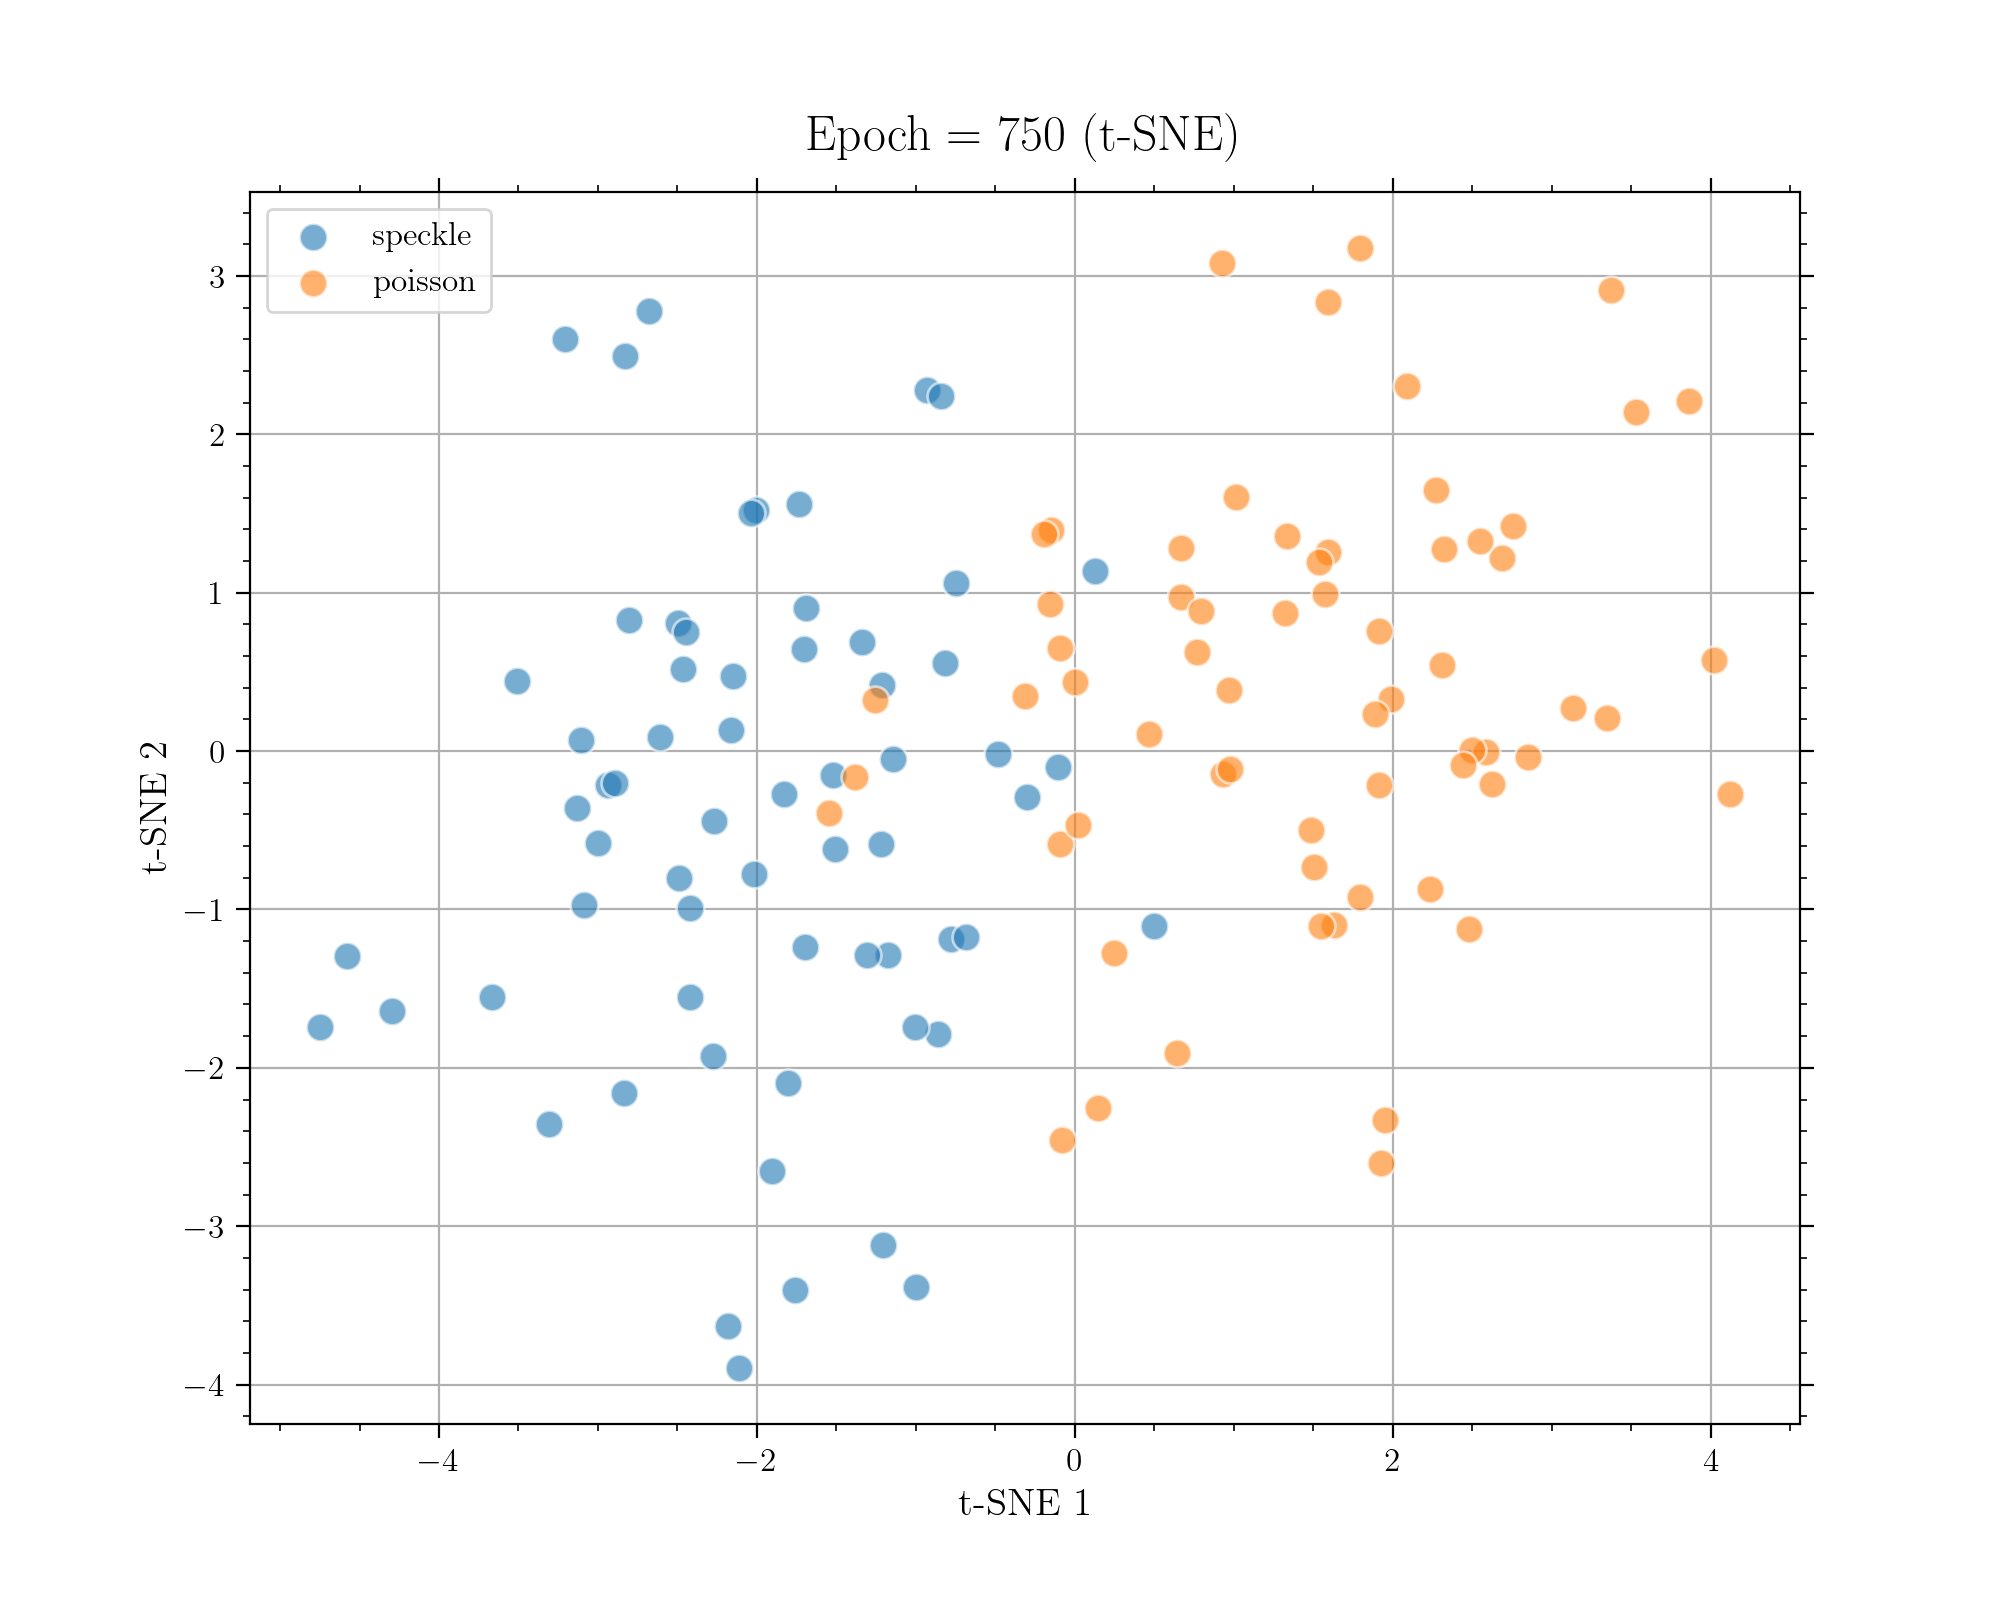 Epoch = 750 (t-SNE)
speckle
poisson
3
2
1
0
−1
−2
−3
−4
t-SNE 2
−4
−2
0
2
4
t-SNE 1